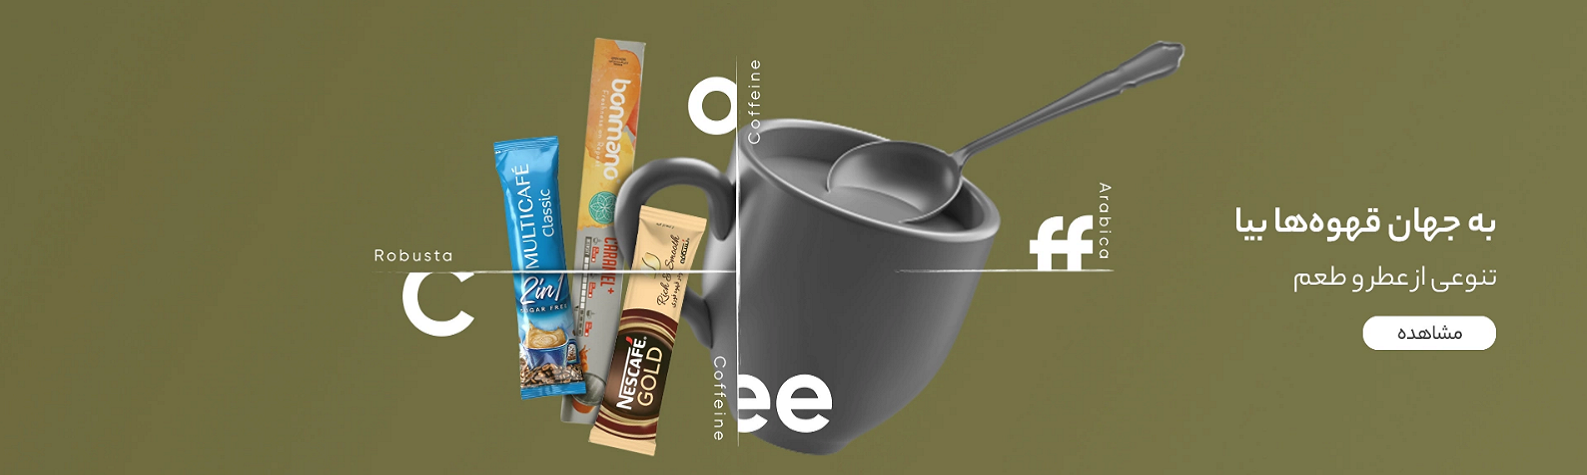 به جهان قهوه‌ها بیا
تنوعی از عطر و طعم
مشاهده
Robusta
C
o
ff
ee
Coffeine
Arabica
Coffeine
MULTICAFÉ
Classic
2in1
SUGAR FREE
bonmano
CARAMEL+
Rich & Smooth
NESCAFÉ.
GOLD